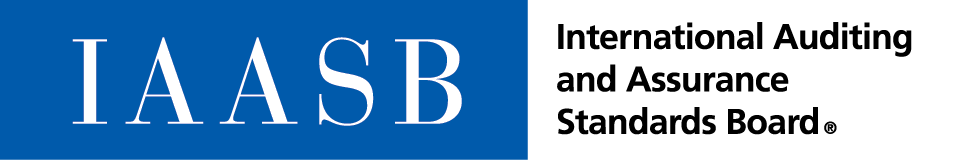 IAASB
International Auditing
and Assurance
Standards Board®